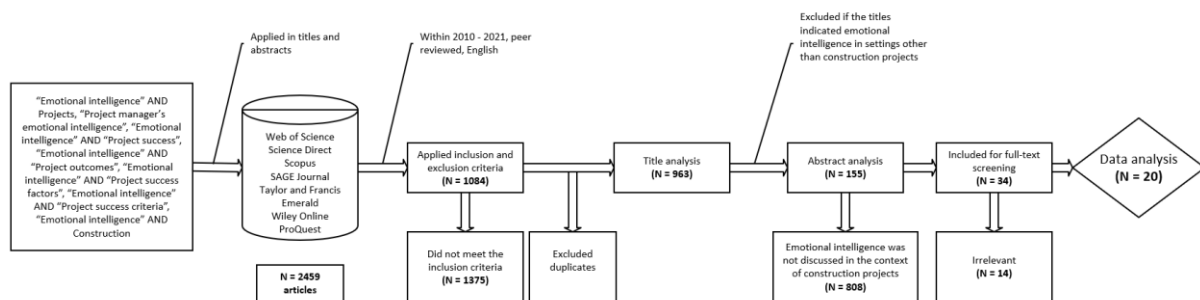 Applied in titles and
abstracts
Within 2010 - 2021, peer
reviewed, English
Excluded if the titles
indicated emotional
intelligence in settings other
than construction projects
“Emotional intelligence” AND
Projects, “Project manager’s
emotional intelligence”, “Emotional
intelligence” AND “Project success”,
“Emotional intelligence” AND
“Project outcomes”, “Emotional
intelligence” AND “Project success
factors”, “Emotional intelligence”
AND “Project success criteria”,
“Emotional intelligence” AND
Construction
Web of Science
Science Direct
Scopus
SAGE Journal
Taylor and Francis
Emerald
Wiley Online
ProQuest
N = 2459
articles
Applied inclusion and
exclusion criteria
(N = 1084)
Did not meet the
inclusion criteria
(N = 1375)
Excluded
duplicates
Title analysis
(N = 963)
Abstract analysis
(N = 155)
Emotional intelligence was
not discussed in the context
of construction projects
(N = 808)
Included for full-text
screening
(N = 34)
Irrelevant
(N = 14)
Data analysis
(N = 20)